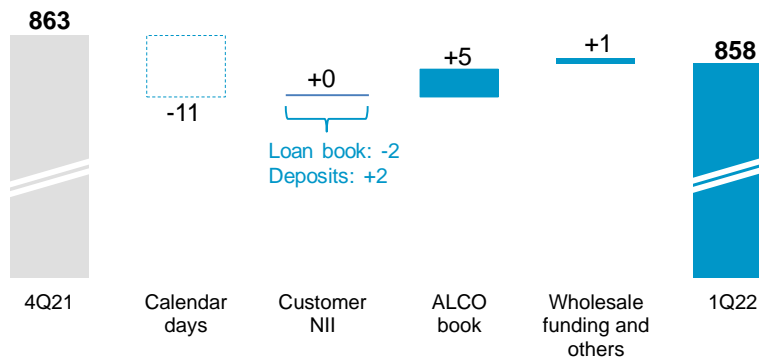 863
-11
+0
Loan book: -2
Deposits: +2
+5
+1
858
4Q21
Calendar
days
Customer
NII
ALCO
book
Wholesale
funding and
others
1Q22